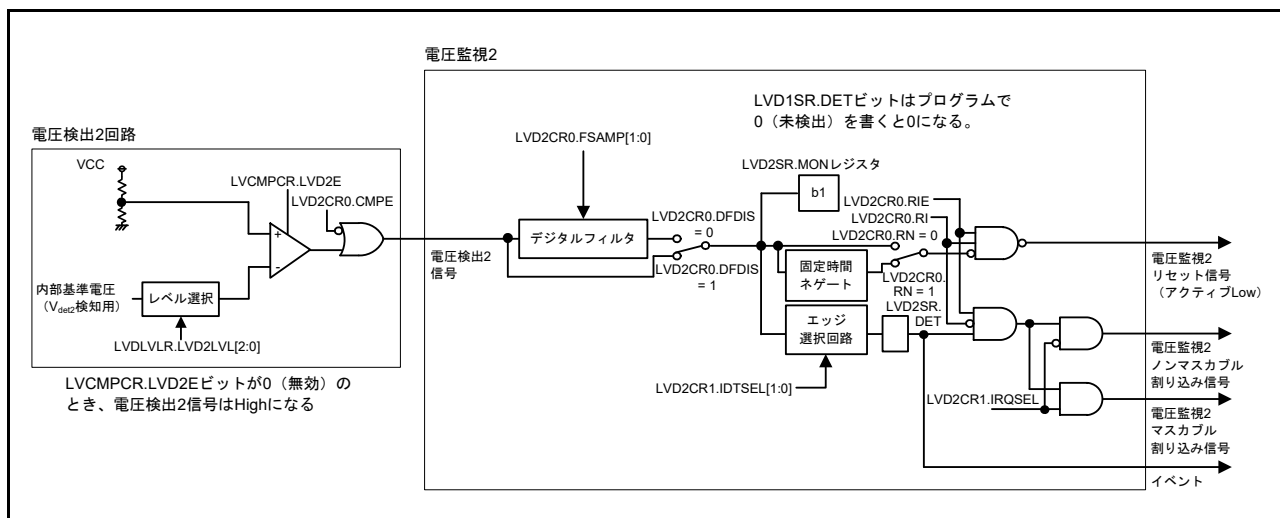 電圧監視2
LVD1SR.DETビットはプログラムで
0（未検出）を書くと0になる。
電圧検出2回路
VCC
LVCMPCR.LVD2E
LVD2CR0.CMPE
+
-
内部基準電圧
（Vdet2検知用）
レベル選択
LVDLVLR.LVD2LVL[2:0]
LVCMPCR.LVD2Eビットが0（無効）の
とき、電圧検出2信号はHighになる
電圧検出2
信号
LVD2CR0.FSAMP[1:0]
デジタルフィルタ
LVD2CR0.DFDIS
= 0
LVD2CR0.DFDIS
= 1
LVD2SR.MONレジスタ
b1
LVD2CR0.RIE
LVD2CR0.RI
LVD2CR0.RN = 0
固定時間
ネゲート
LVD2CR0.
RN = 1
エッジ
選択回路
LVD2SR.
DET
LVD2CR1.IDTSEL[1:0]
LVD2CR1.IRQSEL
電圧監視2
リセット信号
（アクティブLow）
電圧監視2
ノンマスカブル
割り込み信号
電圧監視2
マスカブル
割り込み信号
イベント